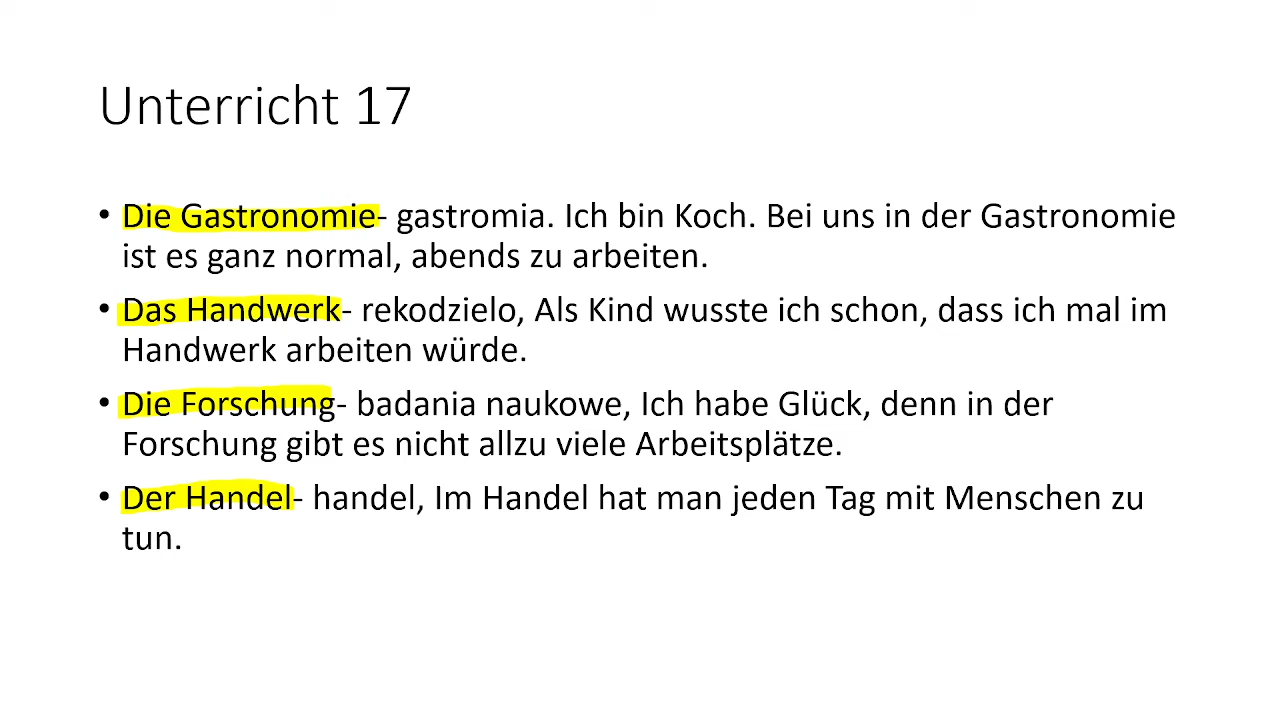 Unterricht 17
• Die Gastronomie- gastromia. Ich bin Koch. Bei uns in der Gastronomie
ist es ganz normal, abends zu arbeiten.
• Das Handwerk- rekodzielo, Als Kind wusste ich schon, dass ich mal im
Handwerk arbeiten würde.
• Die Forschung- badania naukowe, Ich habe Glück, denn in der
Forschung gibt es nicht allzu viele Arbeitsplätze.
• Der Handel- handel, Im Handel hat man jeden Tag mit Menschen zu
tun.